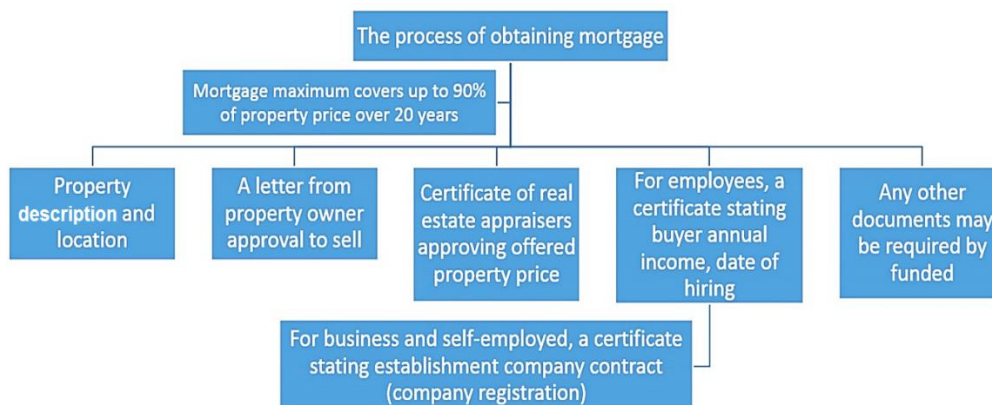 The process of obtaining mortgage
Mortgage maximum covers up to 90%
of property price over 20 years
Property
description and
location
A letter from
property owner
approval to sell
Certificate of real
estate appraisers
approving offered
property price
For employees, a
certificate stating
buyer annual
income, date of
hiring
Any other
documents may
be required by
funded
For business and self-employed, a certificate
stating establishment company contract
(company registration)